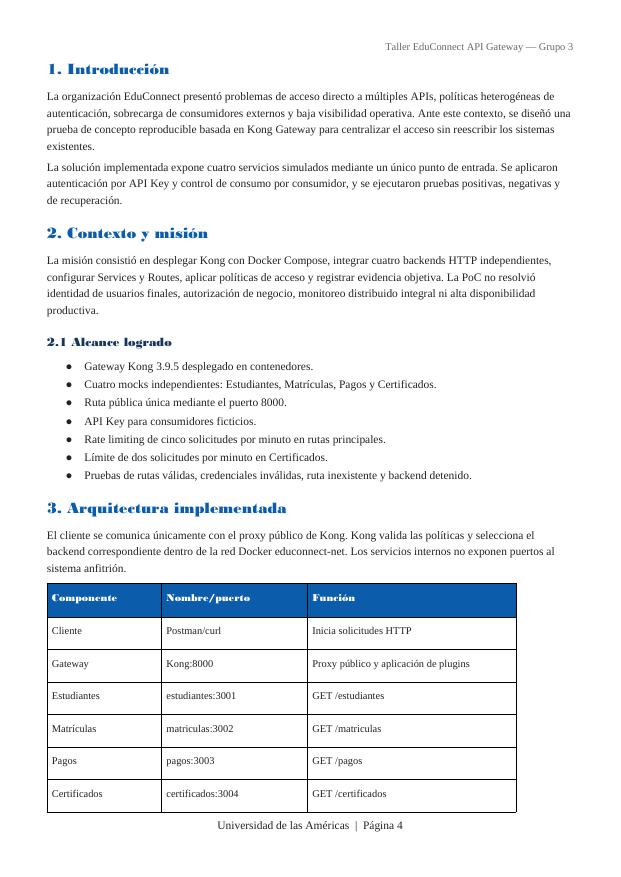 Taller EduConnect API Gateway — Grupo 3
1. Introducción
La organización EduConnect presentó problemas de acceso directo a múltiples APIs, políticas heterogéneas de
autenticación, sobrecarga de consumidores externos y baja visibilidad operativa. Ante este contexto, se diseñó una
prueba de concepto reproducible basada en Kong Gateway para centralizar el acceso sin reescribir los sistemas
existentes.
La solución implementada expone cuatro servicios simulados mediante un único punto de entrada. Se aplicaron
autenticación por API Key y control de consumo por consumidor, y se ejecutaron pruebas positivas, negativas y
de recuperación.
2. Contexto y misión
La misión consistió en desplegar Kong con Docker Compose, integrar cuatro backends HTTP independientes,
configurar Services y Routes, aplicar políticas de acceso y registrar evidencia objetiva. La PoC no resolvió
identidad de usuarios finales, autorización de negocio, monitoreo distribuido integral ni alta disponibilidad
productiva.
2.1 Alcance logrado
● Gateway Kong 3.9.5 desplegado en contenedores.
● Cuatro mocks independientes: Estudiantes, Matrículas, Pagos y Certificados.
● Ruta pública única mediante el puerto 8000.
● API Key para consumidores ficticios.
● Rate limiting de cinco solicitudes por minuto en rutas principales.
● Límite de dos solicitudes por minuto en Certificados.
● Pruebas de rutas válidas, credenciales inválidas, ruta inexistente y backend detenido.
3. Arquitectura implementada
El cliente se comunica únicamente con el proxy público de Kong. Kong valida las políticas y selecciona el
backend correspondiente dentro de la red Docker educonnect-net. Los servicios internos no exponen puertos al
sistema anfitrión.
Componente Nombre/puerto Función
Cliente Postman/curl Inicia solicitudes HTTP
Gateway Kong:8000 Proxy público y aplicación de plugins
Estudiantes estudiantes:3001 GET /estudiantes
Matrículas matriculas:3002 GET /matriculas
Pagos pagos:3003 GET /pagos
Certificados certificados:3004 GET /certificados
Universidad de las Américas | Página 4